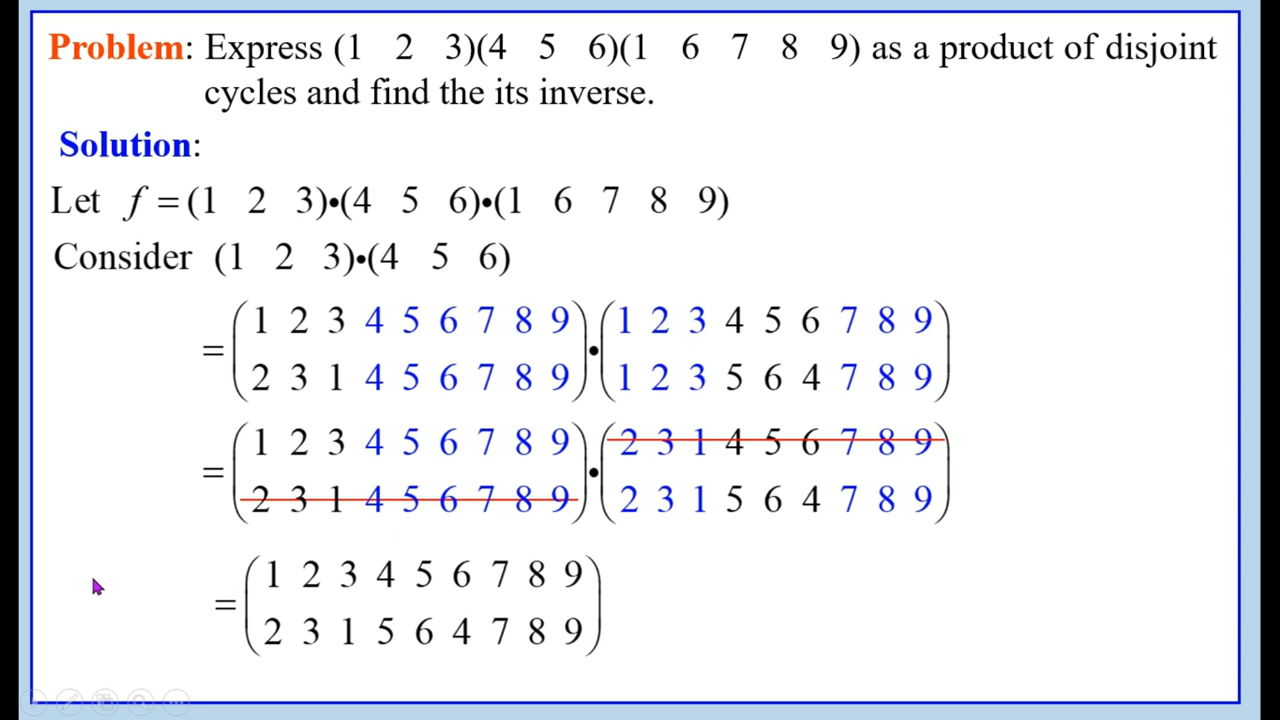 Problem: Express (1 2 3)(4 5 6)(1 6 7 8 9) as a product of disjoint
cycles and find the its inverse.
Solution:
Let f = (1 2 3)•(4 5 6)•(1 6 7 8 9)
Consider (1 2 3)•(4 5 6)
= (1 2 3 4 5 6 7 8 9) • (1 2 3 4 5 6 7 8 9)
(2 3 1 4 5 6 7 8 9) (1 2 3 5 6 4 7 8 9)
= (1 2 3 4 5 6 7 8 9) • (2 3 1 4 5 6 7 8 9)
(2 3 1 4 5 6 7 8 9) (2 3 1 5 6 4 7 8 9)
= (1 2 3 4 5 6 7 8 9)
(2 3 1 5 6 4 7 8 9)